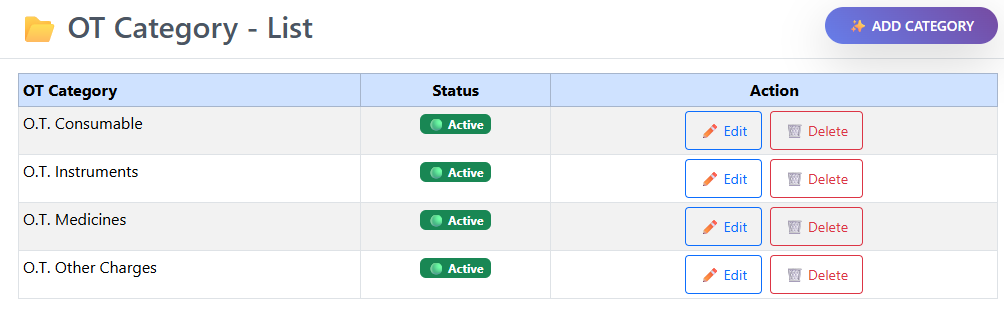 OT Category - List
ADD CATEGORY
OT Category Status Action
O.T. Consumable Active Edit Delete
O.T. Instruments Active Edit Delete
O.T. Medicines Active Edit Delete
O.T. Other Charges Active Edit Delete